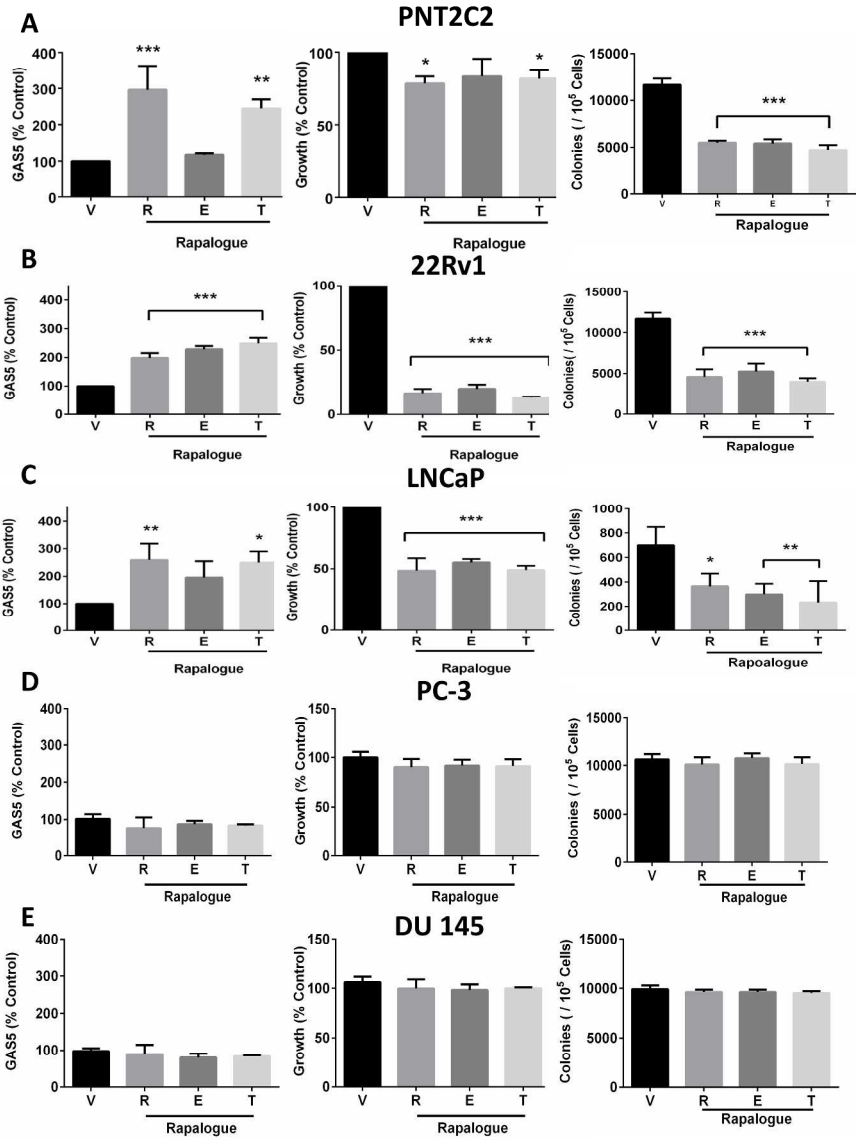 A
PNT2C2
GAS5 (% Control)
400
300
200
100
0
***
**
V R E T
Rapalogue
Growth (% Control)
100
50
0
*
*
V R E T
Rapalogue
Colonies ( / 10⁵ Cells)
15000
10000
5000
0
***
V R E T
Rapalogue
B
22Rv1
GAS5 (% Control)
400
300
200
100
0
***
V R E T
Rapalogue
Growth (% Control)
100
50
0
***
V R E T
Rapalogue
Colonies( / 10⁵ Cells)
15000
10000
5000
0
***
V R E T
Rapalogue
C
LNCaP
GAS5 (% Control)
400
300
200
100
0
**
*
V R E T
Rapalogue
Growth (% Control)
100
50
0
***
V R E T
Rapalogue
Colonies ( / 10⁵ Cells)
1000
800
600
400
200
0
*
**
V R E T
Rapoalogue
D
PC-3
GAS5 (% Control)
400
300
200
100
0
V R E T
Rapalogue
Growth (% Control)
150
100
50
0
V R E T
Rapalogue
Colonies ( / 10⁵ Cells)
15000
10000
5000
0
V R E T
Rapalogue
E
DU 145
GAS5 (% Control)
400
300
200
100
0
V R E T
Rapalogue
Growth (% Control)
150
100
50
0
V R E T
Rapalogue
Colonies ( / 10⁵ Cells)
15000
10000
5000
0
V R E T
Rapalogue